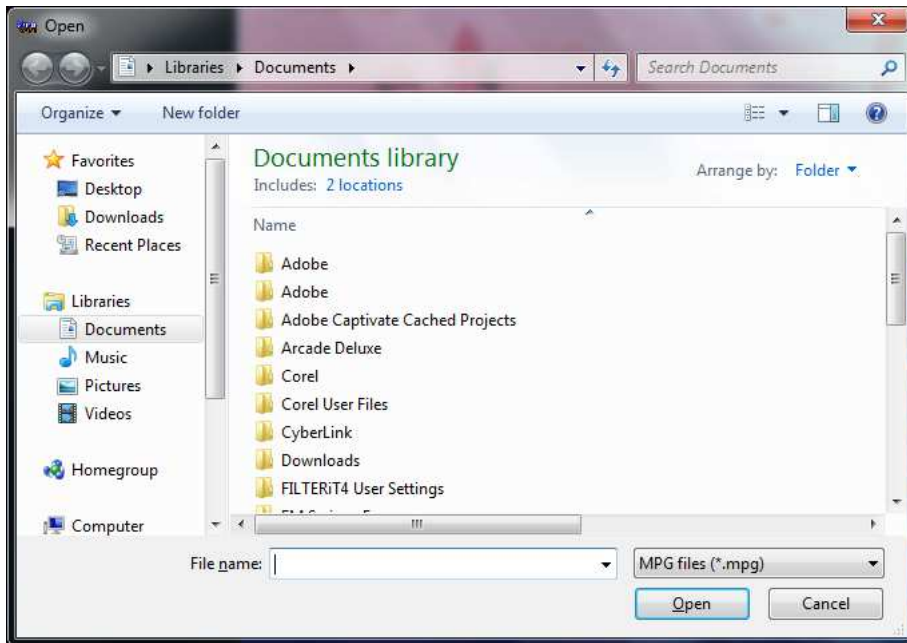 Open
Libraries Documents
Search Documents
Organize New folder
Favorites
Desktop
Downloads
Recent Places
Libraries
Documents
Music
Pictures
Videos
Homegroup
Computer
Documents library
Includes: 2 locations
Arrange by: Folder
Name
Adobe
Adobe
Adobe Captivate Cached Projects
Arcade Deluxe
Corel
Corel User Files
CyberLink
Downloads
FILTERiT4 User Settings
File name:
MPG files (*.mpg)
Open Cancel